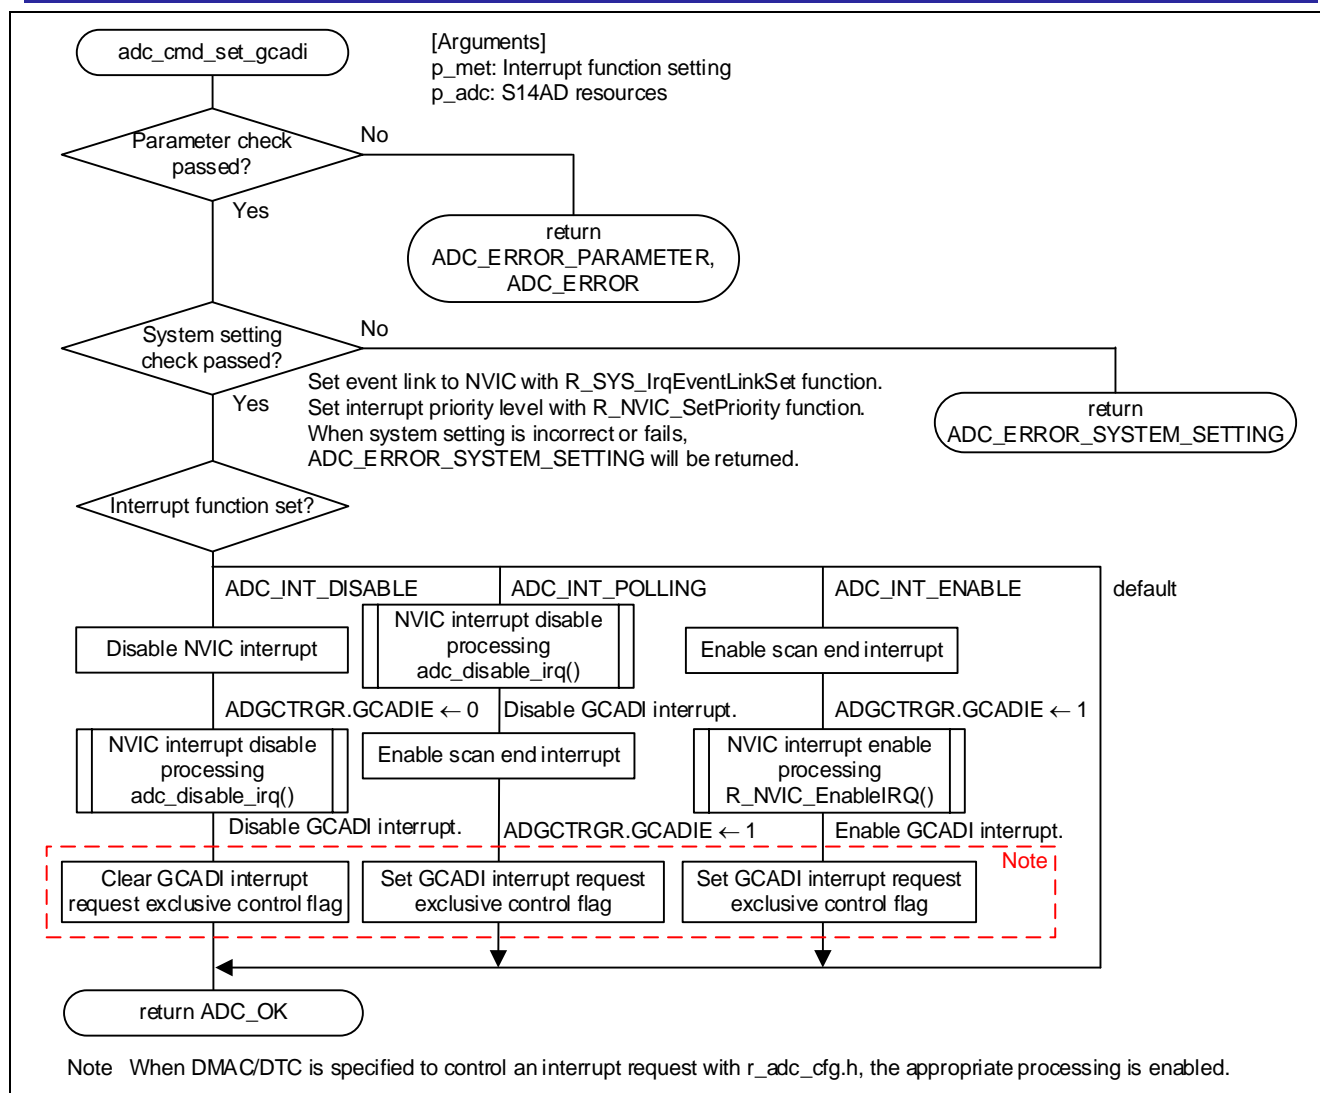 adc_cmd_set_gcadi
[Arguments]
p_met: Interrupt function setting
p_adc: S14AD resources
Parameter check
passed?
No
Yes
return
ADC_ERROR_PARAMETER,
ADC_ERROR
System setting
check passed?
No
Yes
Set event link to NVIC with R_SYS_IrqEventLinkSet function.
Set interrupt priority level with R_NVIC_SetPriority function.
When system setting is incorrect or fails,
ADC_ERROR_SYSTEM_SETTING will be returned.
return
ADC_ERROR_SYSTEM_SETTING
Interrupt function set?
ADC_INT_DISABLE
Disable NVIC interrupt
ADGCTRGR.GCADIE ← 0
NVIC interrupt disable
processing
adc_disable_irq()
Disable GCADI interrupt.
Clear GCADI interrupt
request exclusive control flag
ADC_INT_POLLING
NVIC interrupt disable
processing
adc_disable_irq()
Disable GCADI interrupt.
Enable scan end interrupt
ADGCTRGR.GCADIE ← 1
Set GCADI interrupt request
exclusive control flag
ADC_INT_ENABLE
Enable scan end interrupt
ADGCTRGR.GCADIE ← 1
NVIC interrupt enable
processing
R_NVIC_EnableIRQ()
Enable GCADI interrupt.
Note
Set GCADI interrupt request
exclusive control flag
default
return ADC_OK
Note When DMAC/DTC is specified to control an interrupt request with r_adc_cfg.h, the appropriate processing is enabled.